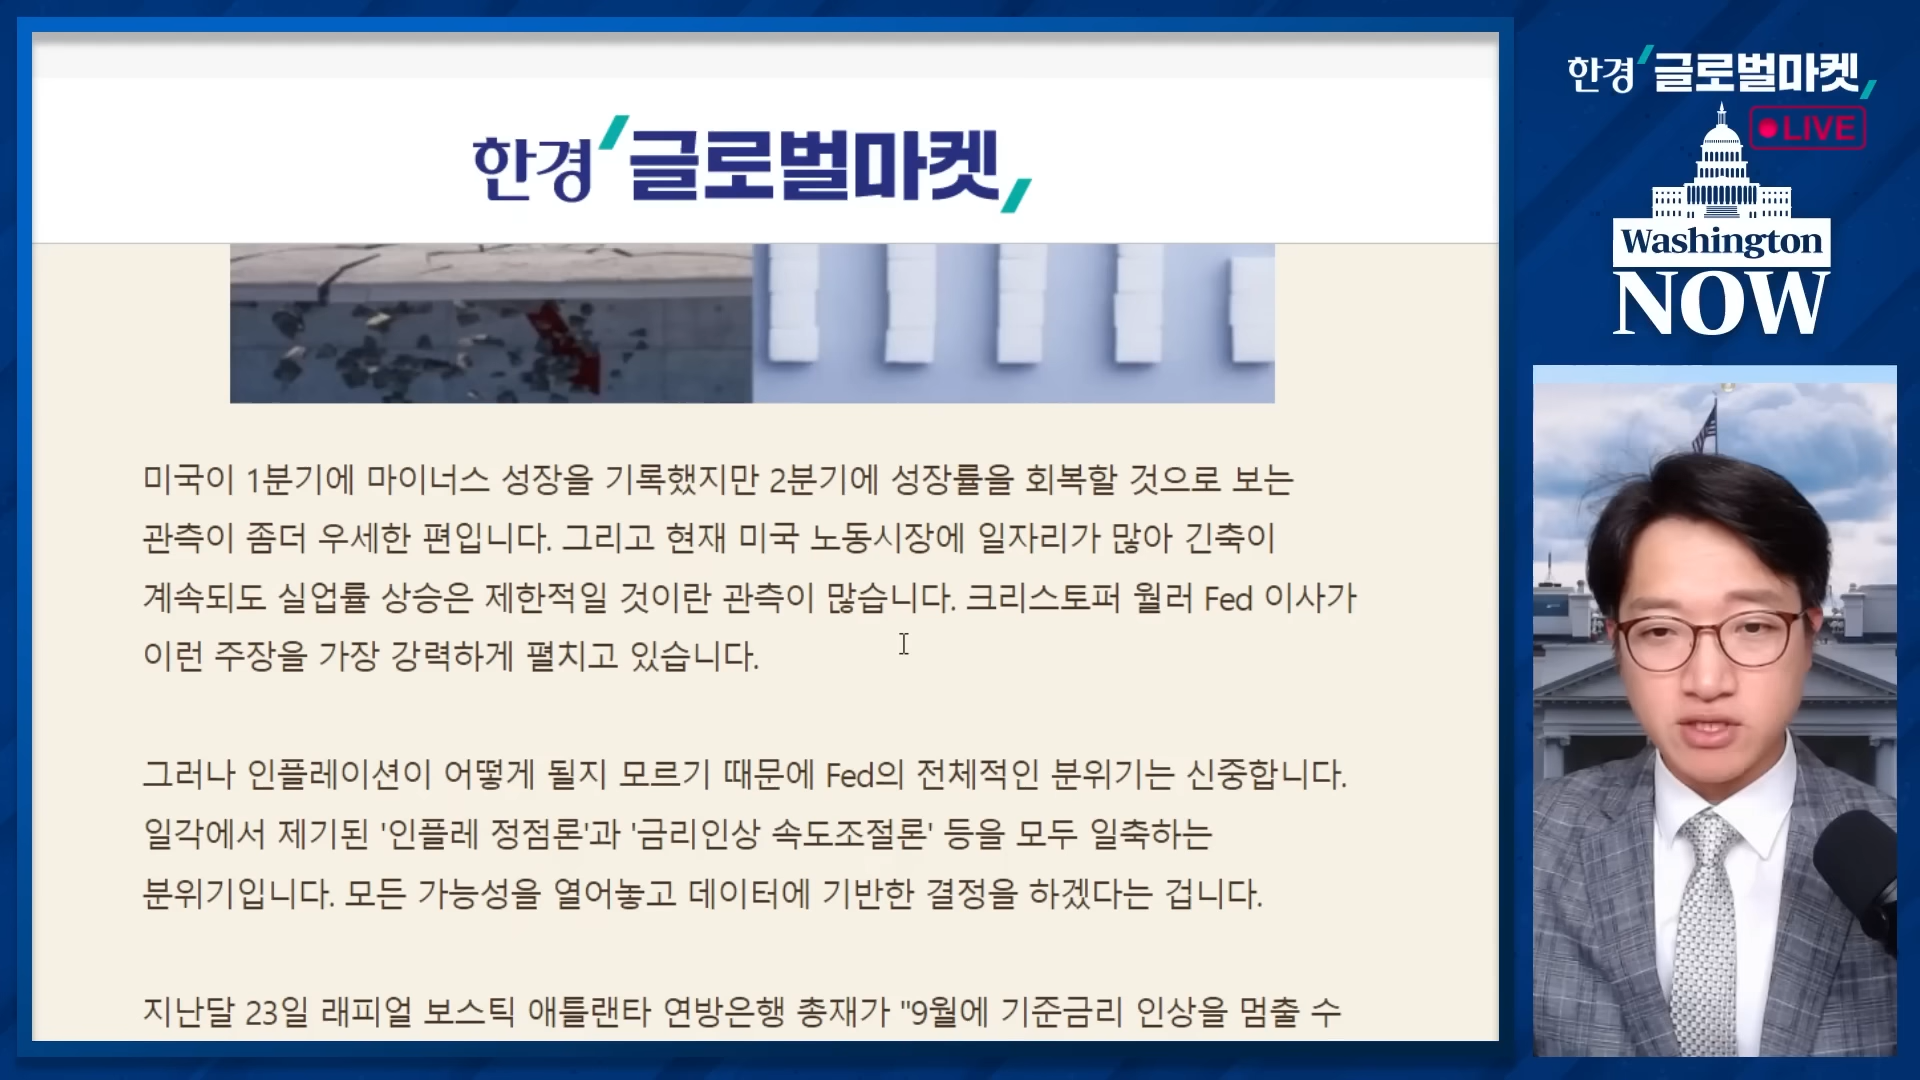 한경 글로벌마켓
미국이 1분기에 마이너스 성장을 기록했지만 2분기에 성장률을 회복할 것으로 보는
관측이 좀더 우세한 편입니다. 그리고 현재 미국 노동시장에 일자리가 많아 긴축이
계속되도 실업률 상승은 제한적일 것이란 관측이 많습니다. 크리스토퍼 월러 Fed 이사가
이런 주장을 가장 강력하게 펼치고 있습니다.
그러나 인플레이션이 어떻게 될지 모르기 때문에 Fed의 전체적인 분위기는 신중합니다.
일각에서 제기된 '인플레 정점론'과 '금리인상 속도조절론' 등을 모두 일축하는
분위기입니다. 모든 가능성을 열어놓고 데이터에 기반한 결정을 하겠다는 겁니다.
지난달 23일 래피얼 보스틱 애틀랜타 연방은행 총재가 "9월에 기준금리 인상을 멈출 수
한경 글로벌마켓
LIVE
Washington
NOW